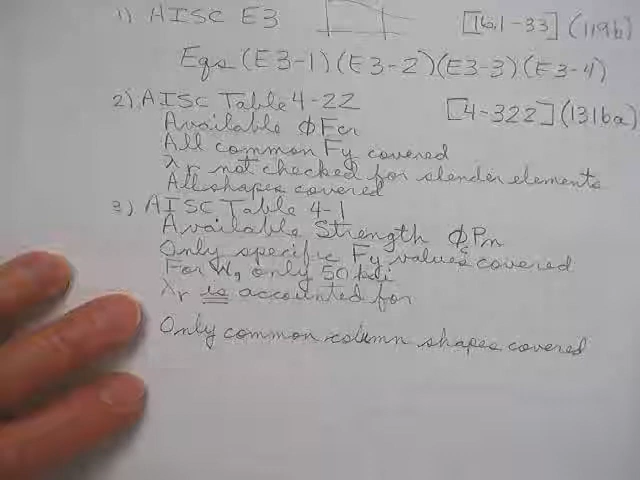 1) AISC E3 [16.1-33] (119b)
Eqs (E3-1) (E3-2) (E3-3) (E3-4)
2) AISC Table 4-22 [4-322] (131ba)
Available ϕFcr
All common Fy covered
λr not checked for slender elements
All shapes covered
3) AISC Table 4-1
Available Strength ϕcPn
Only specific Fy values covered
For W, only 50 ksi
λr is accounted for
Only common column shapes covered